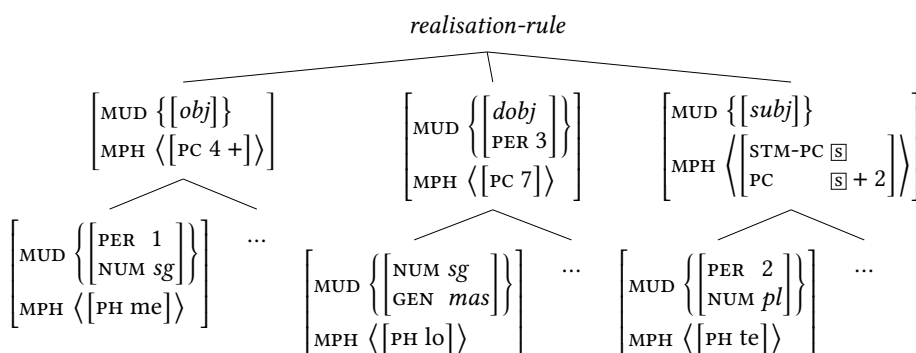 realisation-rule
[MUD {[obj]}
MPH ⟨[PC 4 +]⟩]
[MUD {[dobj
PER 3]}
MPH ⟨[PC 7]⟩]
[MUD {[subj]}
MPH ⟨[STM-PC [s]
PC [s] + 2]⟩]
[MUD {[PER 1
NUM sg]}
MPH ⟨[PH me]⟩]
...
[MUD {[NUM sg
GEN mas]}
MPH ⟨[PH lo]⟩]
...
[MUD {[PER 2
NUM pl]}
MPH ⟨[PH te]⟩]
...